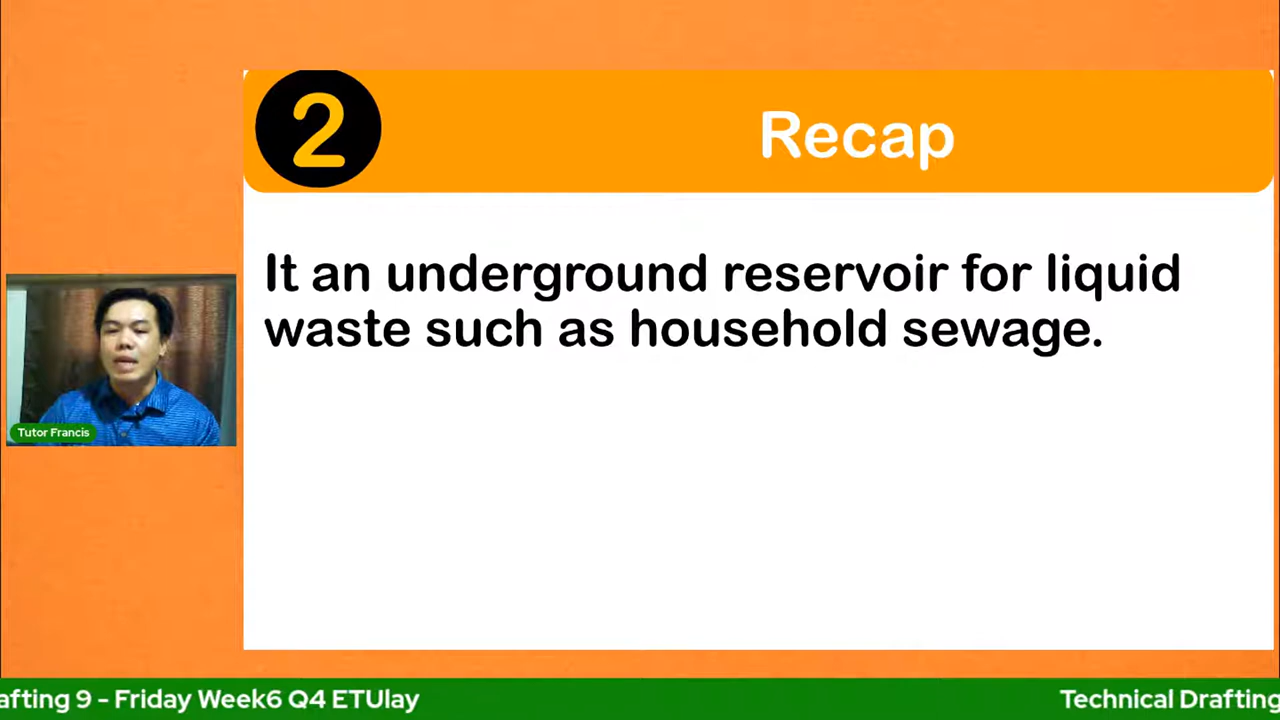 2
Recap
It an underground reservoir for liquid
waste such as household sewage.
Tutor Francis
afting 9 - Friday Week6 Q4 ETUlay
Technical Drafting